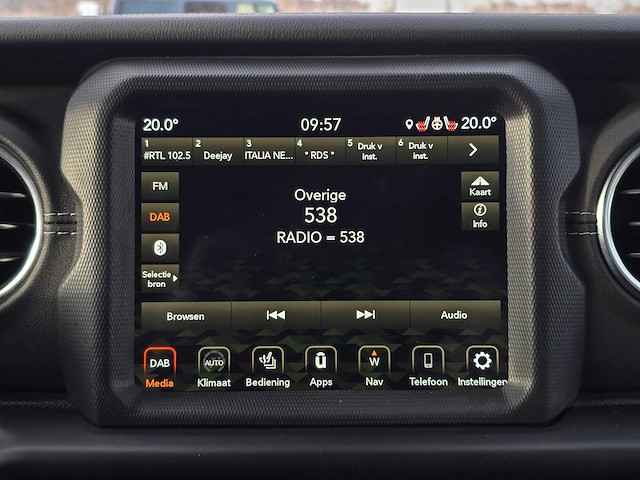 20.0° 09:57 20.0°
1 2 3 4 5 Druk v inst. 6 Druk v inst.
#RTL 102.5 Deejay ITALIA NE... * RDS *
FM
DAB
Selectie bron
Kaart
Info
Overige
538
RADIO = 538
Browsen Audio
DAB AUTO ū W
Media Klimaat Bediening Apps Nav Telefoon Instellingen